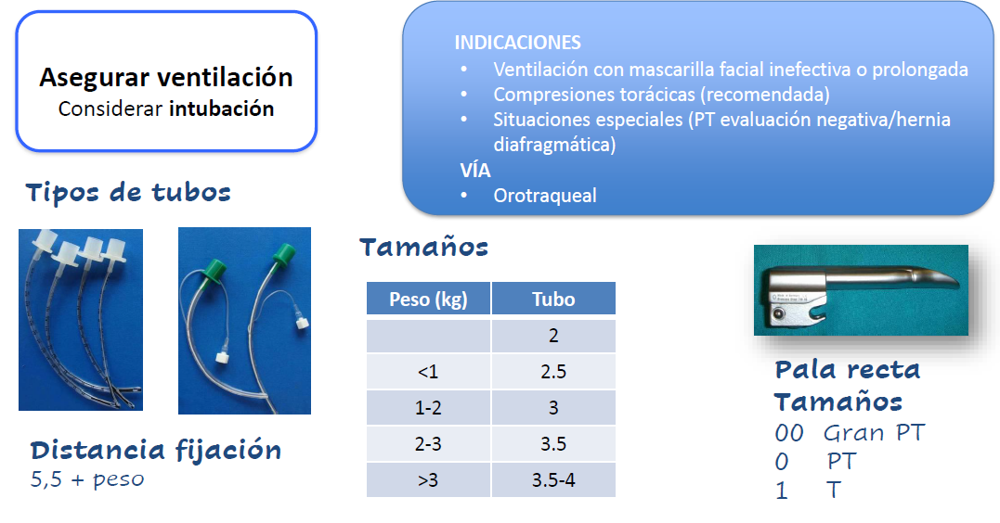 Asegurar ventilación
Considerar intubación
INDICACIONES
• Ventilación con mascarilla facial inefectiva o prolongada
• Compresiones torácicas (recomendada)
• Situaciones especiales (PT evaluación negativa/hernia
diafragmática)
VÍA
• Orotraqueal
Tipos de tubos
Distancia fijación
5,5 + peso
Tamaños
Peso (kg) Tubo
2
<1 2.5
1-2 3
2-3 3.5
>3 3.5-4
Pala recta
Tamaños
00 Gran PT
0 PT
1 T